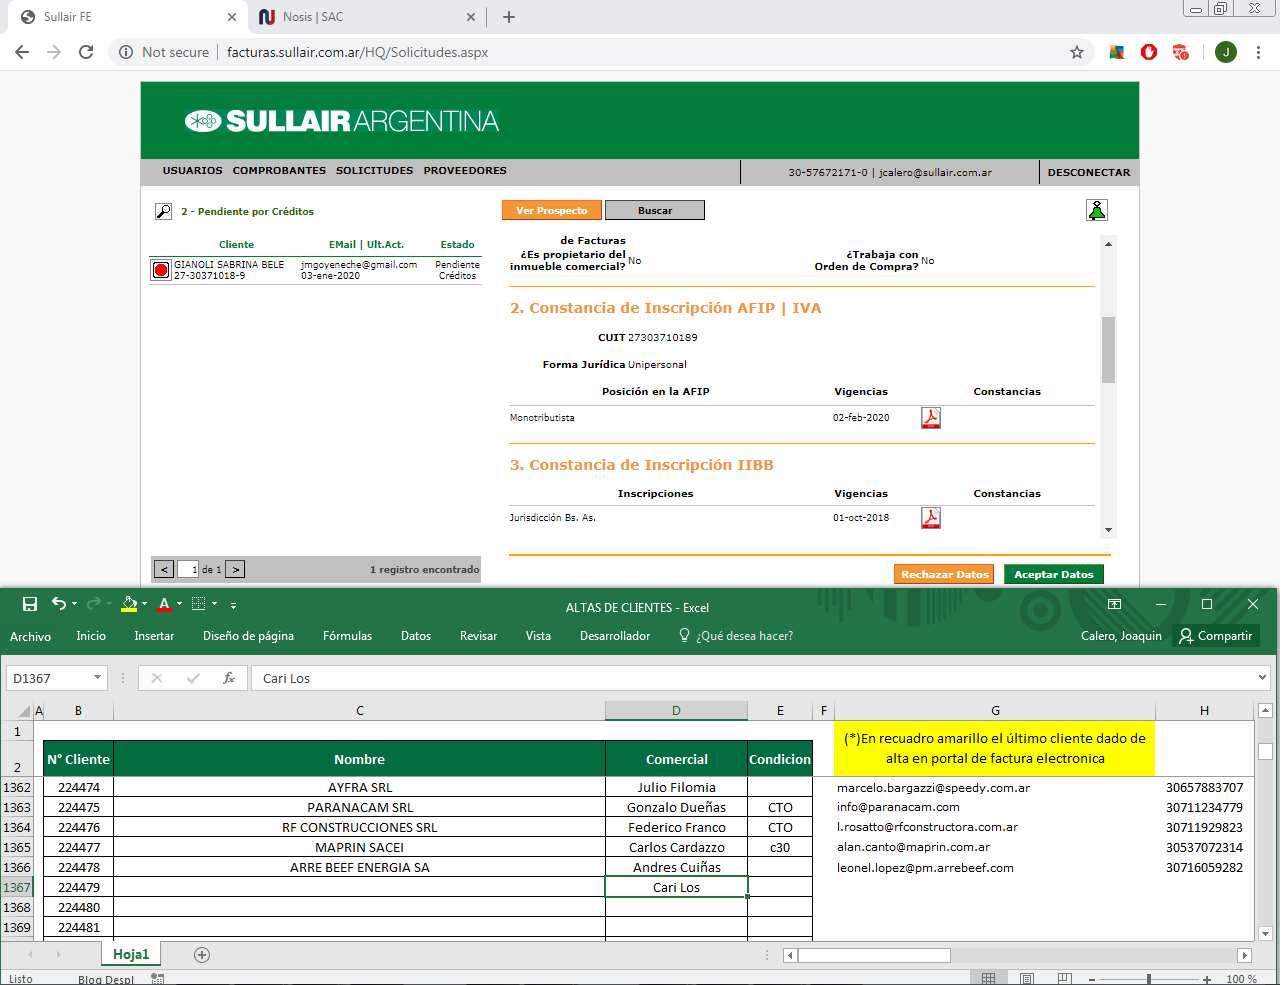 Sullair FE
Nosis | SAC
Not secure
facturas.sullair.com.ar/HQ/Solicitudes.aspx
J
SULLAIR ARGENTINA
USUARIOS COMPROBANTES SOLICITUDES PROVEEDORES
30-57672171-0 | jcalero@sullair.com.ar
DESCONECTAR
2 - Pendiente por Créditos
Cliente EMail | Ult.Act. Estado
GIANOLI SABRINA BELE jmgoyeneche@gmail.com Pendiente
27-30371018-9 03-ene-2020 Créditos
< 1 de 1 > 1 registro encontrado
Ver Prospecto Buscar
de Facturas
¿Es propietario del inmueble comercial? No
¿Trabaja con Orden de Compra? No
2. Constancia de Inscripción AFIP | IVA
CUIT 27303710189
Forma Jurídica Unipersonal
Posición en la AFIP Vigencias Constancias
Monotributista 02-feb-2020
3. Constancia de Inscripción IIBB
Inscripciones Vigencias Constancias
Jurisdicción Bs. As. 01-oct-2018
Rechazar Datos Aceptar Datos
ALTAS DE CLIENTES - Excel
Archivo Inicio Insertar Diseño de página Fórmulas Datos Revisar Vista Desarrollador ¿Qué desea hacer? Calero, Joaquin Compartir
D1367 fx Cari Los
A B C D E F G H
1
2 N° Cliente Nombre Comercial Condicion
(*)En recuadro amarillo el último cliente dado de
alta en portal de factura electronica
1362 224474 AYFRA SRL Julio Filomia marcelo.bargazzi@speedy.com.ar 30657883707
1363 224475 PARANACAM SRL Gonzalo Dueñas CTO info@paranacam.com 30711234779
1364 224476 RF CONSTRUCCIONES SRL Federico Franco CTO l.rosatto@rfconstructora.com.ar 30711929823
1365 224477 MAPRIN SACEI Carlos Cardazzo c30 alan.canto@maprin.com.ar 30537072314
1366 224478 ARRE BEEF ENERGIA SA Andres Cuiñas leonel.lopez@pm.arrebeef.com 30716059282
1367 224479 Cari Los
1368 224480
1369 224481
Hoja1
Listo Bloq Despl 100 %